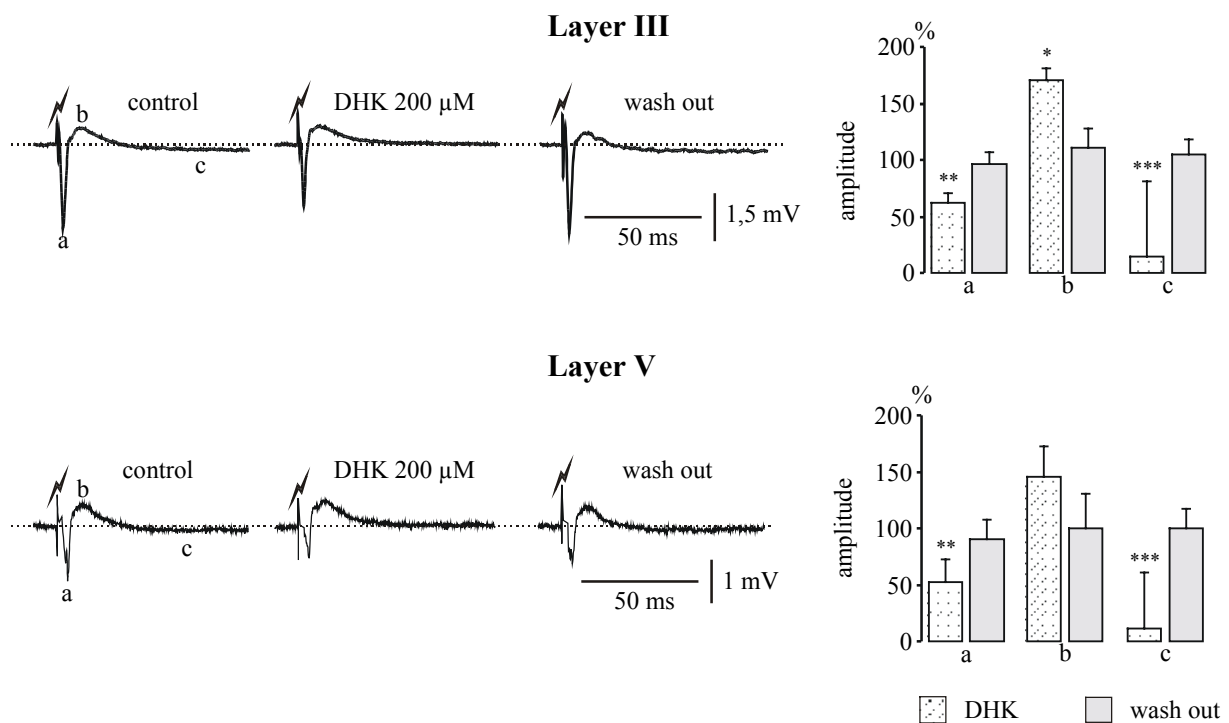 Layer III
control
DHK 200 µM
wash out
b
c
a
50 ms
1,5 mV
%
200
150
100
50
0
amplitude
**
*
***
a
b
c
Layer V
control
DHK 200 µM
wash out
b
c
a
50 ms
1 mV
%
200
150
100
50
0
amplitude
**
***
a
b
c
DHK
wash out